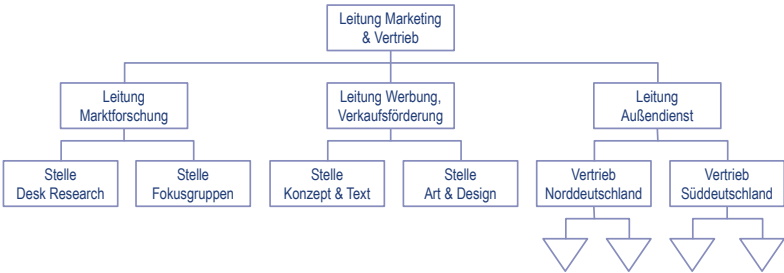 Leitung Marketing
& Vertrieb
Leitung
Marktforschung
Leitung Werbung,
Verkaufsförderung
Leitung
Außendienst
Stelle
Desk Research
Stelle
Fokusgruppen
Stelle
Konzept & Text
Stelle
Art & Design
Vertrieb
Norddeutschland
Vertrieb
Süddeutschland